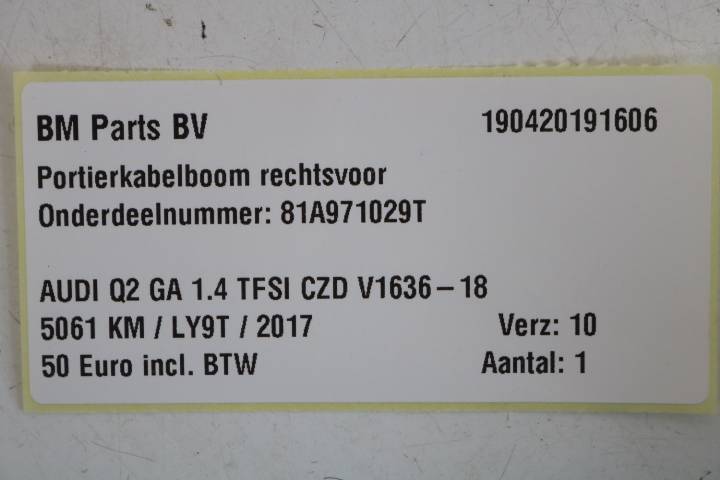 BM Parts BV 190420191606
Portierkabelboom rechtsvoor
Onderdeelnummer: 81A971029T
AUDI Q2 GA 1.4 TFSI CZD V1636-18
5061 KM / LY9T / 2017 Verz: 10
50 Euro incl. BTW Aantal: 1